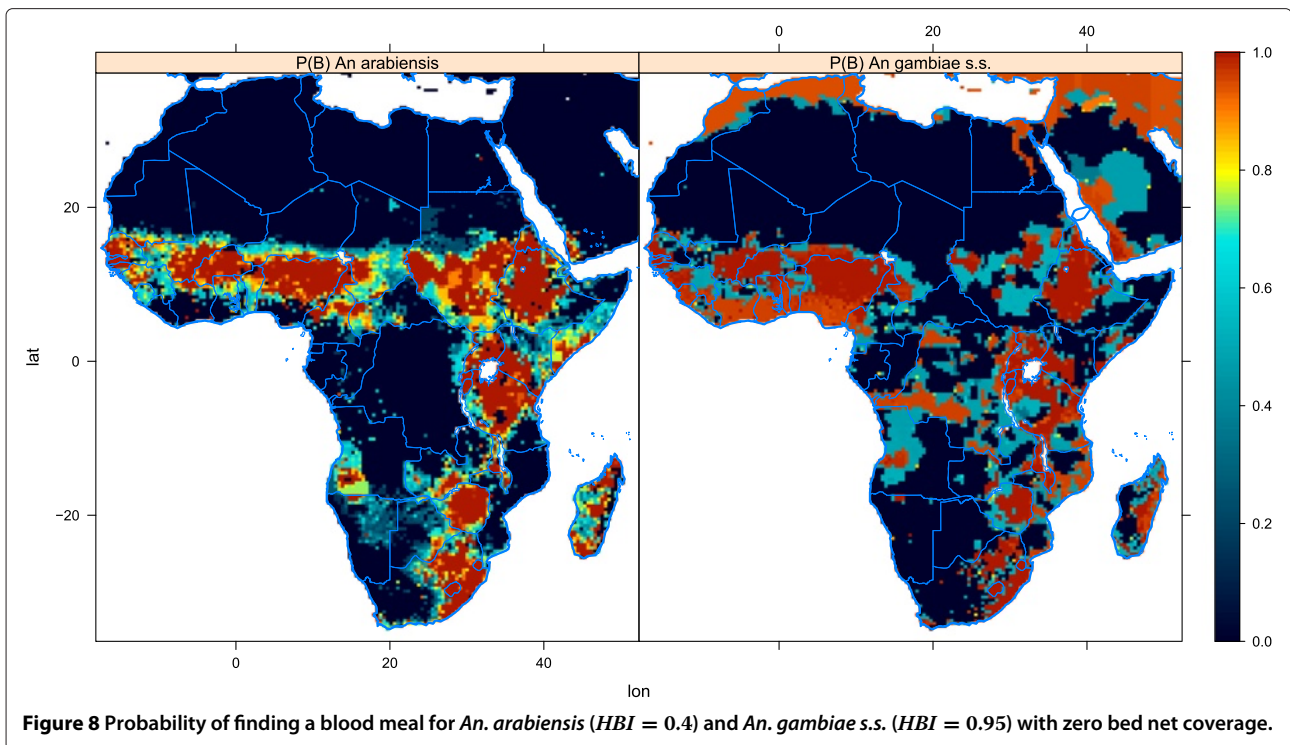 0 20 40
P(B) An arabiensis P(B) An gambiae s.s.
1.0
0.8
20
0.6
lat
0
0.4
0.2
−20
0.0
0 20 40
lon
Figure 8 Probability of finding a blood meal for An. arabiensis (HBI = 0.4) and An. gambiae s.s. (HBI = 0.95) with zero bed net coverage.